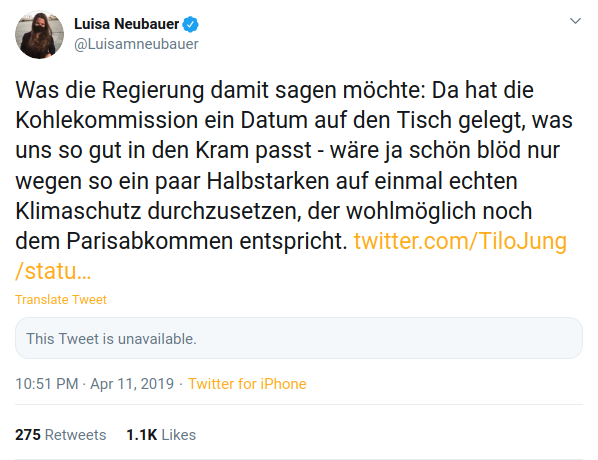 Luisa Neubauer
@Luisamneubauer
Was die Regierung damit sagen möchte: Da hat die
Kohlekommission ein Datum auf den Tisch gelegt, was
uns so gut in den Kram passt - wäre ja schön blöd nur
wegen so ein paar Halbstarken auf einmal echten
Klimaschutz durchzusetzen, der wohlmöglich noch
dem Parisabkommen entspricht. twitter.com/TiloJung
/statu…
Translate Tweet
This Tweet is unavailable.
10:51 PM · Apr 11, 2019 · Twitter for iPhone
275 Retweets 1.1K Likes